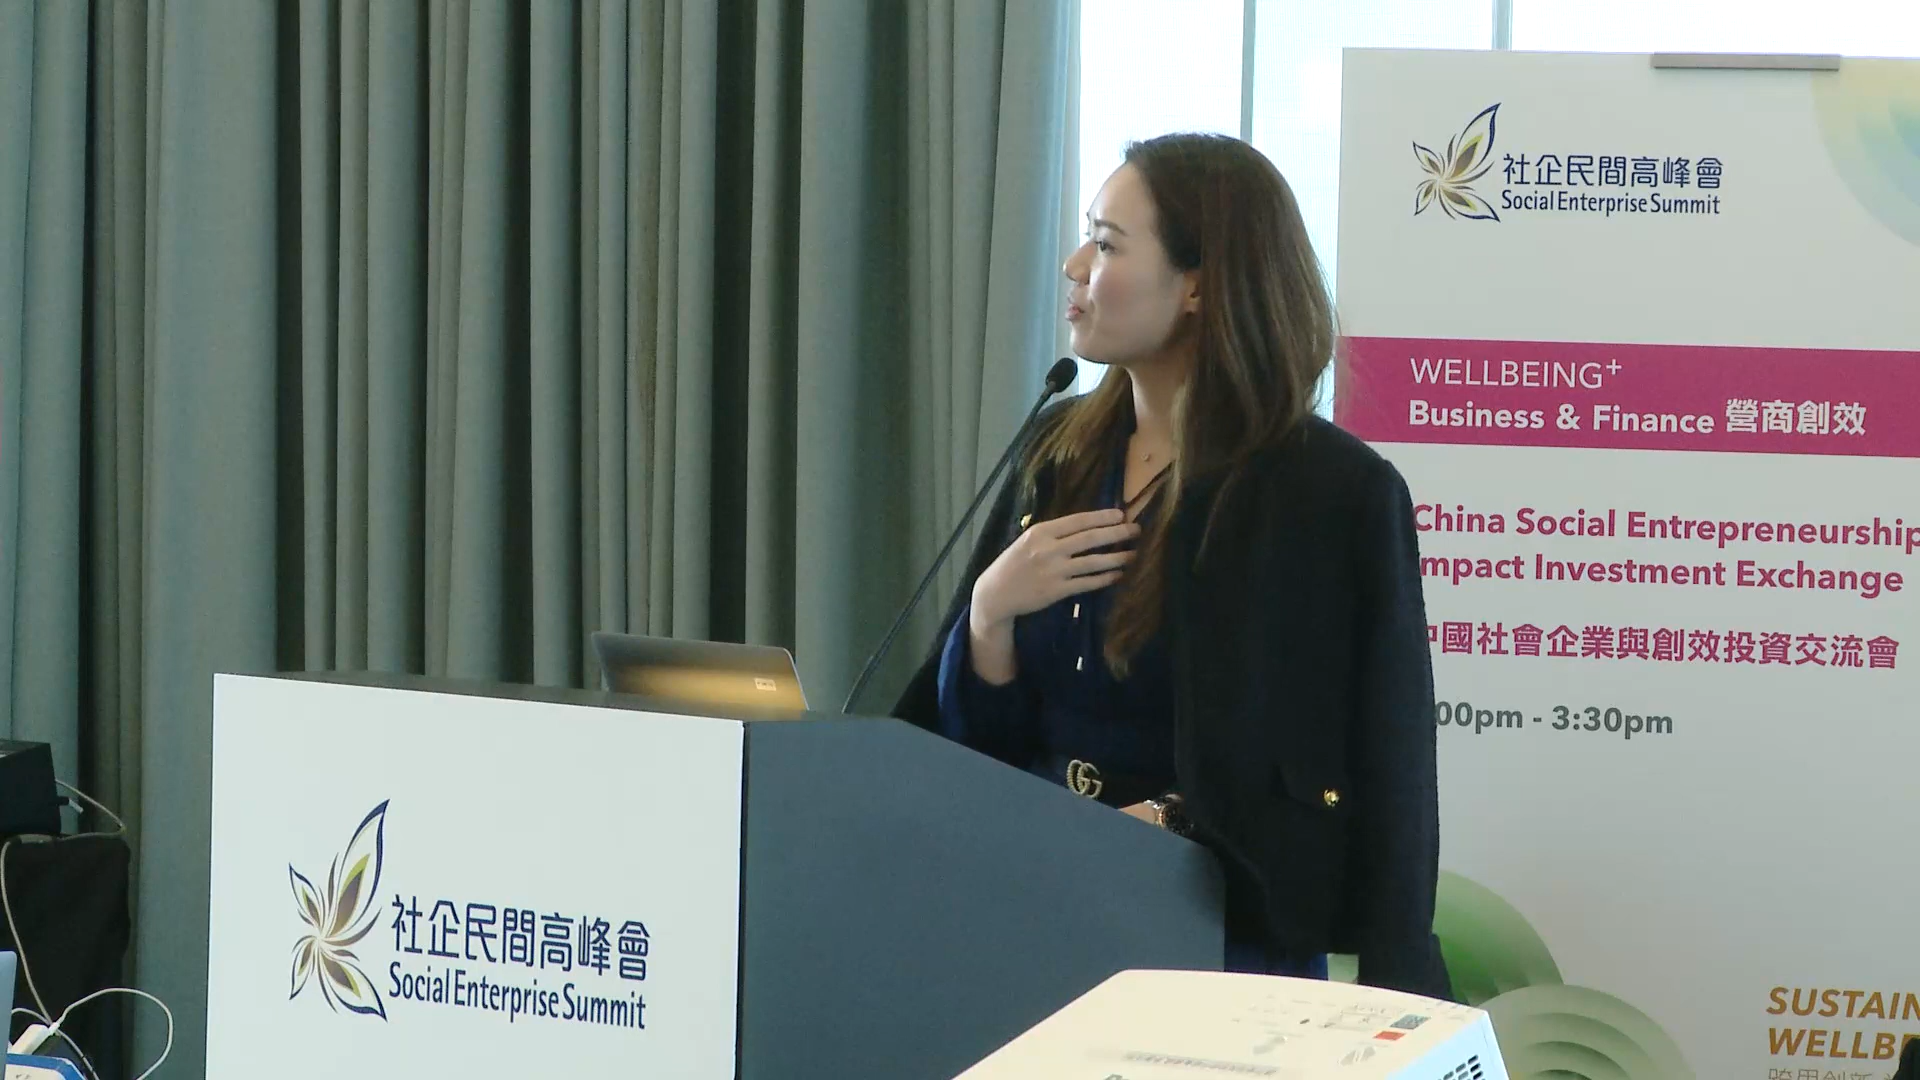 社企民間高峰會
Social Enterprise Summit
WELLBEING+
Business & Finance 營商創效
China Social Entrepreneurship
Impact Investment Exchange
中國社會企業與創效投資交流會
00pm - 3:30pm
SUSTAIN
WELLBE
社企民間高峰會
Social Enterprise Summit